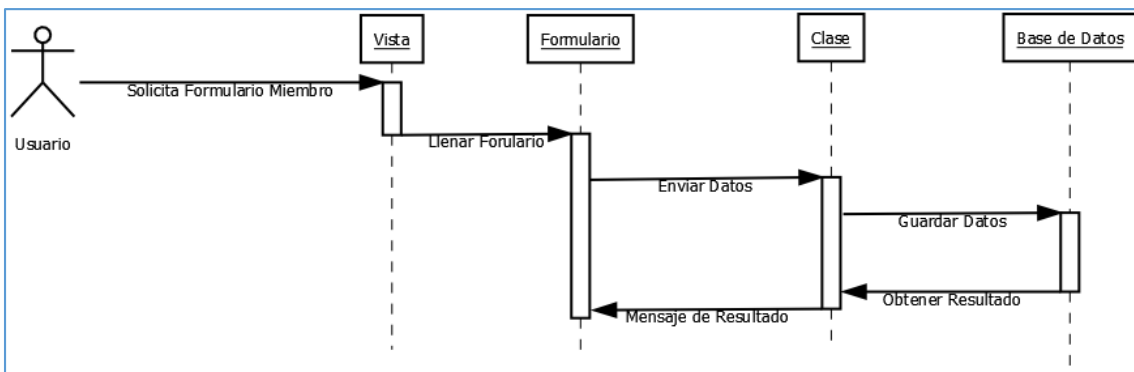 Vista
Formulario
Clase
Base de Datos
Solicita Formulario Miembro
Usuario
Llenar Forulario
Enviar Datos
Guardar Datos
Obtener Resultado
Mensaje de Resultado